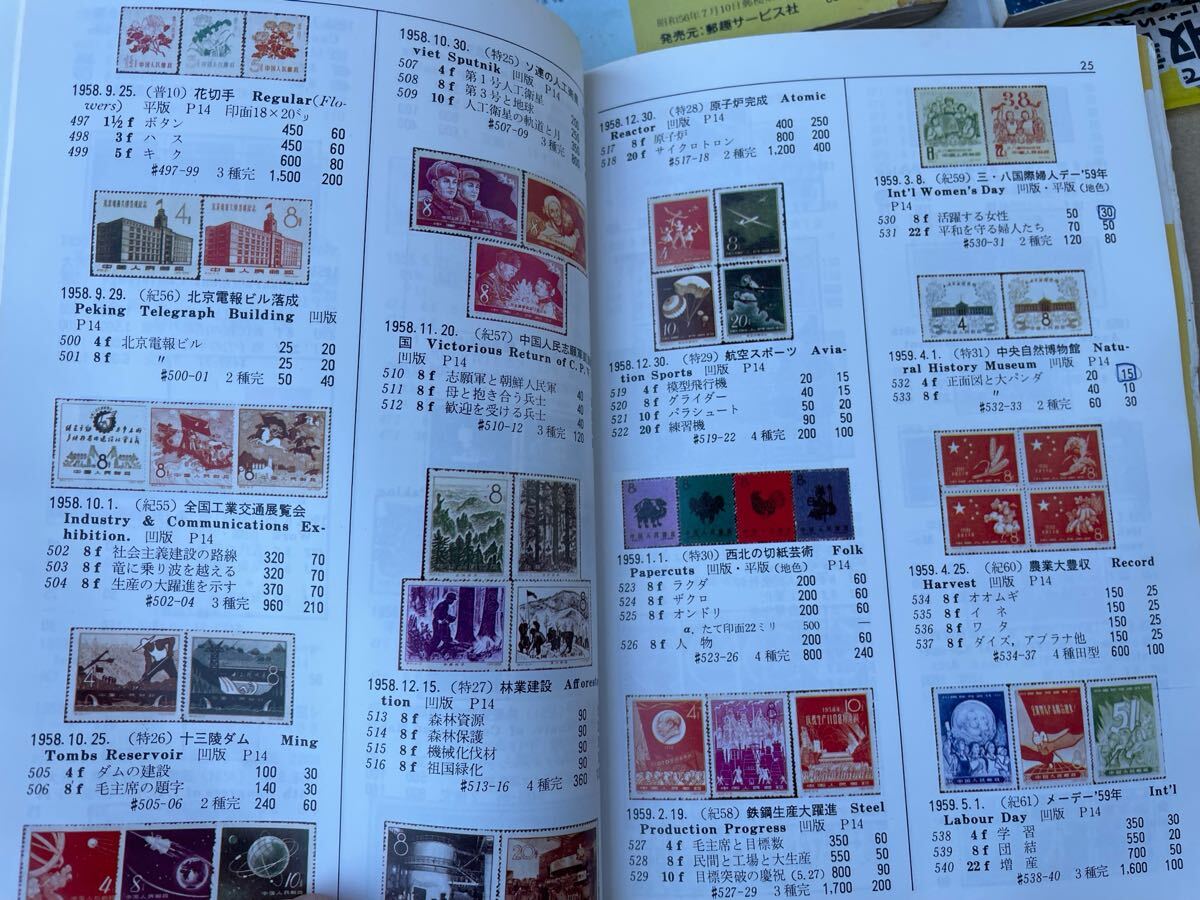 1958.9.25. (普10) 花切手 Regular(Flo-
wers) 平版 P14 印面18×20㍉
497 1½f ボタン 450 60
498 3f ハス 450 60
499 5f キク 600 80
#497-99 3種完 1,500 200
1958.9.29. (紀56) 北京電報ビル落成
Peking Telegraph Building 凹版
P14
500 4f 北京電報ビル 25 20
501 8f 〃 25 20
#500-01 2種完 50 40
1958.10.1. (紀55) 全国工業交通展覧会
Industry & Communications Ex-
hibition. 凹版 P14
502 8f 社会主義建設の路線 320 70
503 8f 竜に乗り波を越える 320 70
504 8f 生産の大躍進を示す 370 70
#502-04 3種完 960 210
1958.10.25. (特26) 十三陵ダム Ming
Tombs Reservoir 凹版 P14
505 4f ダムの建設 100 30
506 8f 毛主席の題字 140 30
#505-06 2種完 240 60
1958.10.30. (特25) ソ連の人工衛星
viet Sputnik 凹版 P14
507 4f 第1号人工衛星
508 8f 第3号と地球
509 10f 人工衛星の軌道と月
#507-09 3種完
1958.11.20. (紀57) 中国人民志願軍
国 Victorious Return of C.P.
凹版 P14
510 8f 志願軍と朝鮮人民軍 40
511 8f 母と抱き合う兵士 40
512 8f 歓迎を受ける兵士 40
#510-12 3種完 120
1958.12.15. (特27) 林業建設 Afforesta-
tion 凹版 P14
513 8f 森林資源 90
514 8f 森林保護 90
515 8f 機械化伐材 90
516 8f 祖国緑化 90
#513-16 4種完 360
25
1958.12.30. (特28) 原子炉完成 Atomic
Reactor 凹版 P14
517 8f 原子炉 400 250
518 20f サイクロトロン 800 200
#517-18 2種完 1,200 400
1958.12.30. (特29) 航空スポーツ Avia-
tion Sports 凹版 P14
519 4f 模型飛行機 20 15
520 8f グライダー 40 15
521 10f パラシュート 50 20
522 20f 練習機 90 50
#519-22 4種完 200 100
1959.1.1. (特30) 西北の切紙芸術 Folk
Papercuts 凹版・平版(地色) P14
523 8f ラクダ 200 60
524 8f ザクロ 200 60
525 8f オンドリ 200 60
α, たて印面22ミリ 500 —
526 8f 人物 200 60
#523-26 4種完 800 240
1959.2.19. (紀58) 鉄鋼生産大躍進 Steel
Production Progress 凹版 P14
527 4f 毛主席と目標数 350 60
528 8f 民間と工場と大生産 550 50
529 10f 目標突破の慶祝(5.27) 800 90
#527-29 3種完 1,700 200
1959.3.8. (紀59) 三・八国際婦人デー'59年
Int'l Women's Day 凹版・平版(地色)
P14
530 8f 活躍する女性 50 30
531 22f 平和を守る婦人たち 70 50
#530-31 2種完 120 80
1959.4.1. (特31) 中央自然博物館 Natu-
ral History Museum 凹版 P14
532 4f 正面図と大パンダ 20 15
533 8f 〃 40 10
#532-33 2種完 60 30
1959.4.25. (紀60) 農業大豊収 Record
Harvest 凹版 P14
534 8f オオムギ 150 25
535 8f イネ 150 25
536 8f ワタ 150 25
537 8f ダイズ,アブラナ他 150 25
#534-37 4種田型 600 100
1959.5.1. (紀61) メーデー'59年 Int'l
Labour Day 凹版 P14
538 4f 学習 350 30
539 8f 団結 550 20
540 22f 増産 700 50
#538-40 3種完 1,600 100
昭和56年7月10日郵便
発売元:郵趣サービス社